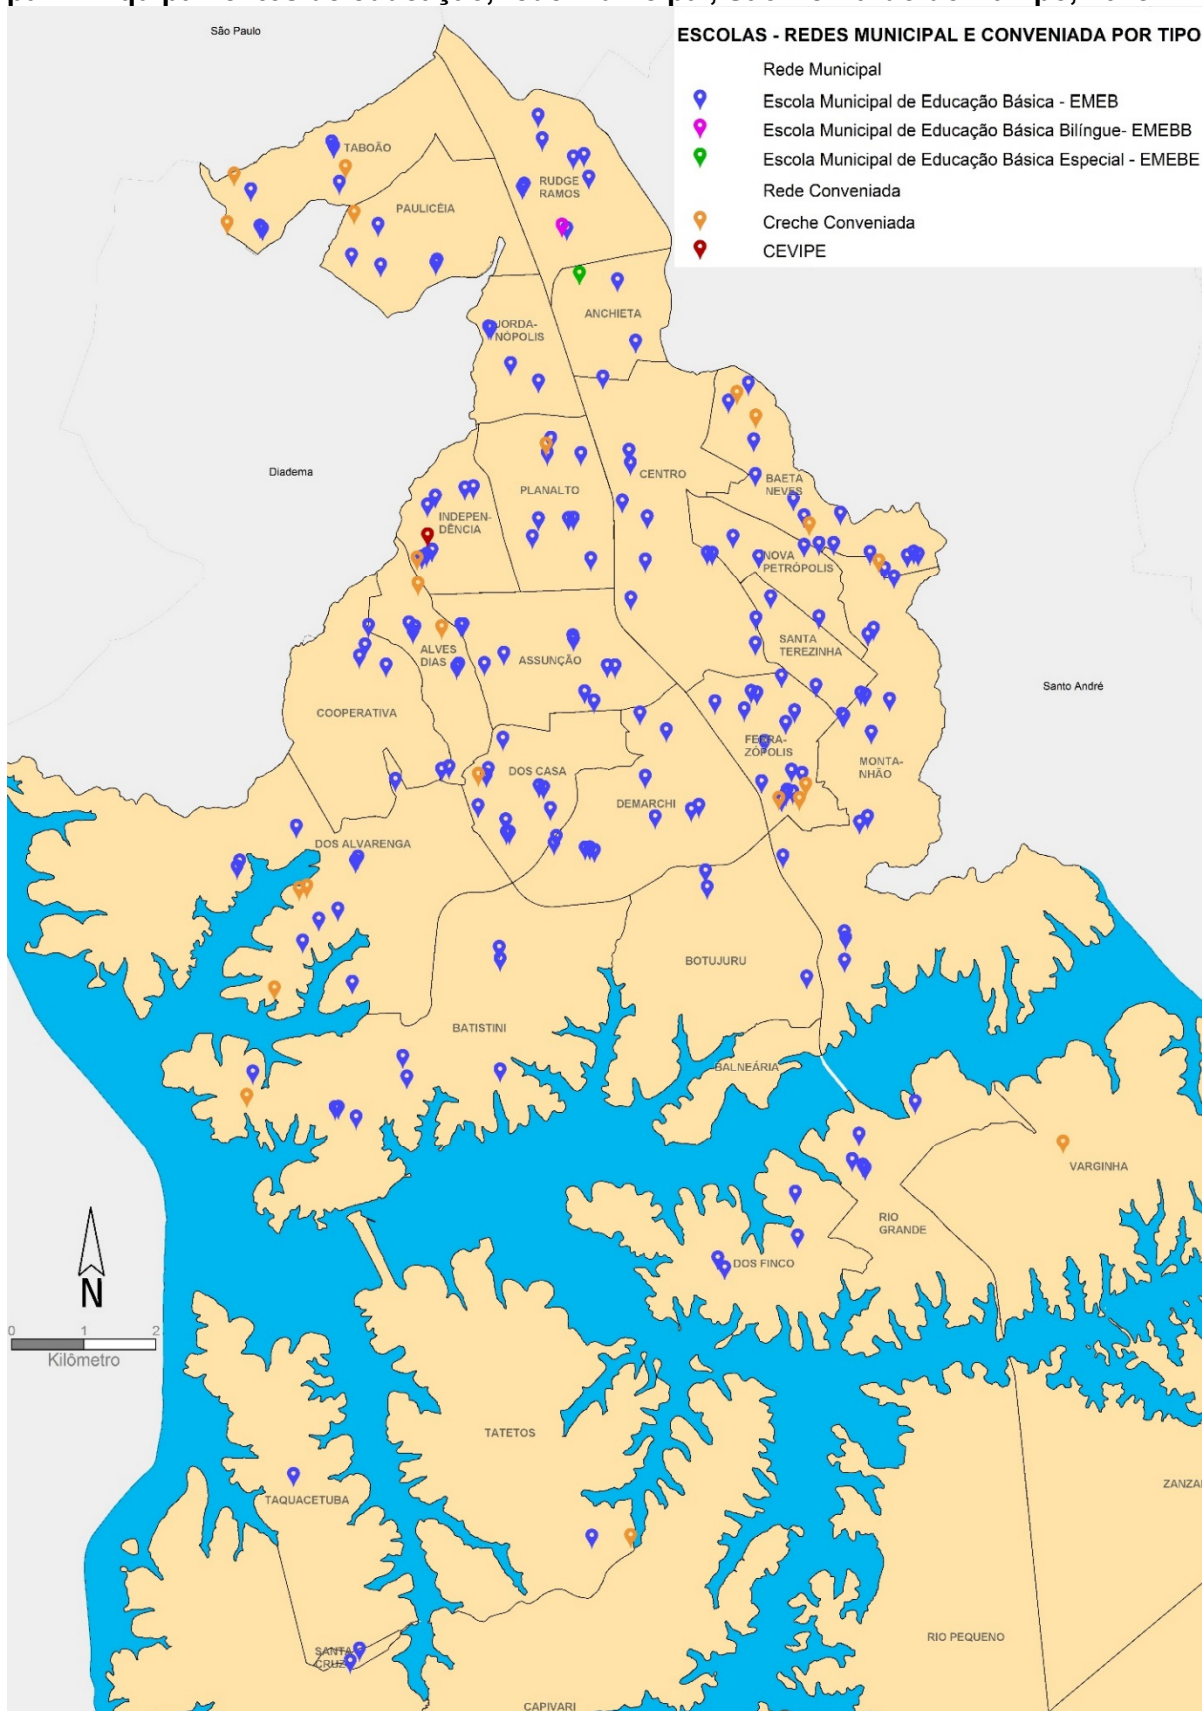 São Paulo
ESCOLAS - REDES MUNICIPAL E CONVENIADA POR TIPO
Rede Municipal
Escola Municipal de Educação Básica - EMEB
Escola Municipal de Educação Básica Bilíngue- EMEBB
Escola Municipal de Educação Básica Especial - EMEBE
Rede Conveniada
Creche Conveniada
CEVIPE
TABOÃO
RUDGE
RAMOS
PAULICÉIA
ANCHIETA
JORDA-
NÓPOLIS
Diadema
CENTRO
BAETA
NEVES
PLANALTO
INDEPEN-
DÊNCIA
NOVA
PETRÓPOLIS
SANTA
TEREZINHA
ALVES
DIAS
ASSUNÇÃO
Santo André
COOPERATIVA
FERRA-
ZÓPOLIS
MONTA-
NHÃO
DOS CASA
DEMARCHI
DOS ALVARENGA
BOTUJURU
BATISTINI
BALNEÁRIA
VARGINHA
RIO
GRANDE
DOS FINCO
N
0 1 2
Kilômetro
TATETOS
TAQUACETUBA
ZANZA
RIO PEQUENO
SANTA
CRUZ
CAPIVARI